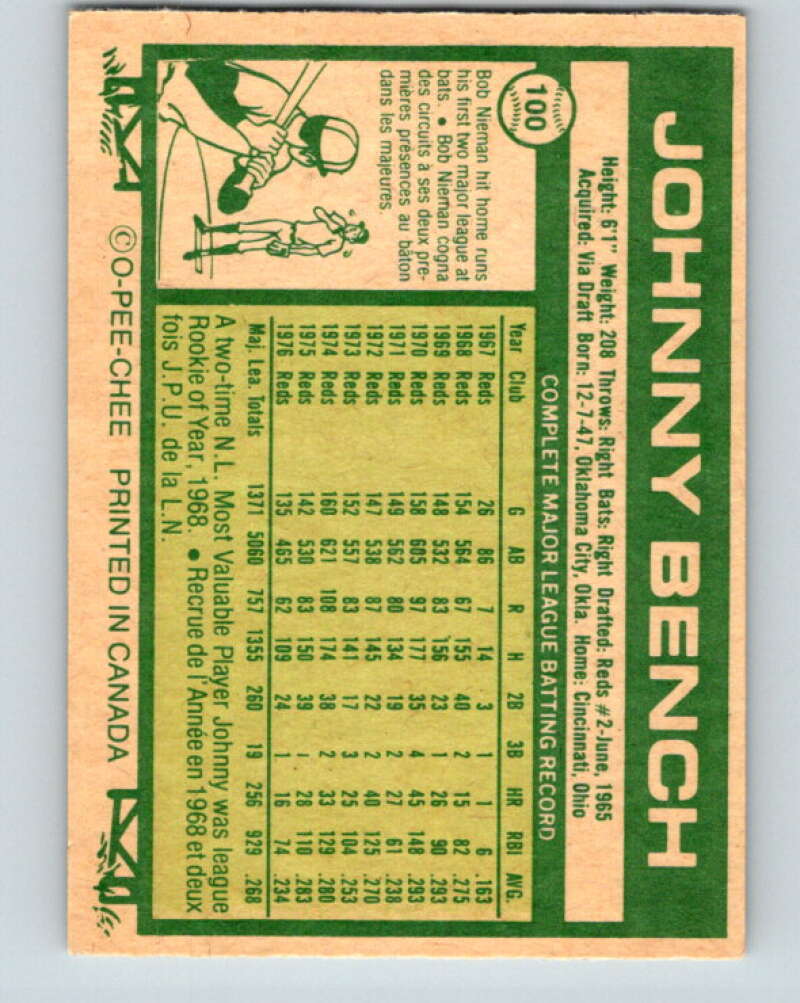 JOHNNY BENCH
100
Height: 6'1" Weight: 208 Throws: Right Bats: Right Drafted: Reds #2-June, 1965
Acquired: Via Draft Born: 12-7-47, Oklahoma City, Okla. Home: Cincinnati, Ohio
COMPLETE MAJOR LEAGUE BATTING RECORD
Year Club G AB R H 2B 3B HR RBI AVG.
1967 Reds 26 86 7 14 3 1 1 6 .163
1968 Reds 154 564 67 155 40 2 15 82 .275
1969 Reds 148 532 83 156 23 1 26 90 .293
1970 Reds 158 605 97 177 35 4 45 148 .293
1971 Reds 149 562 80 134 19 2 27 61 .238
1972 Reds 147 538 87 145 22 2 40 125 .270
1973 Reds 152 557 83 141 17 3 25 104 .253
1974 Reds 160 621 108 174 38 2 33 129 .280
1975 Reds 142 530 83 150 39 1 28 110 .283
1976 Reds 135 465 62 109 24 1 16 74 .234
Maj. Lea. Totals 1371 5060 757 1355 260 19 256 929 .268
A two-time N.L. Most Valuable Player Johnny was league
Rookie of Year, 1968. • Recrue de l'Année en 1968 et deux
fois J.P.U. de la L.N.
Bob Nieman hit home runs
his first two major league at
bats. • Bob Nieman cogna
des circuits à ses deux pre-
mières présences au bâton
dans les majeures.
©O-PEE-CHEE PRINTED IN CANADA